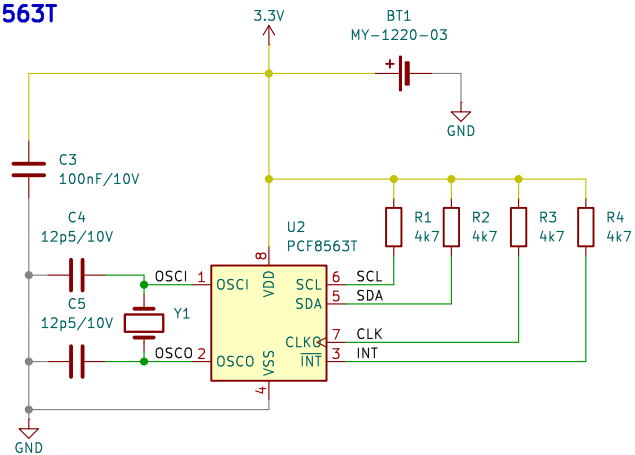 563T
3.3V
BT1
MY-1220-03
+
GND
C3
100nF/10V
C4
12p5/10V
U2
PCF8563T
R1
4k7
R2
4k7
R3
4k7
R4
4k7
8
VDD
OSCI
1
OSCI
SCL
6
SCL
SDA
5
SDA
C5
12p5/10V
Y1
CLKO
7
CLK
OSCO
2
OSCO
INT
3
INT
VSS
4
GND